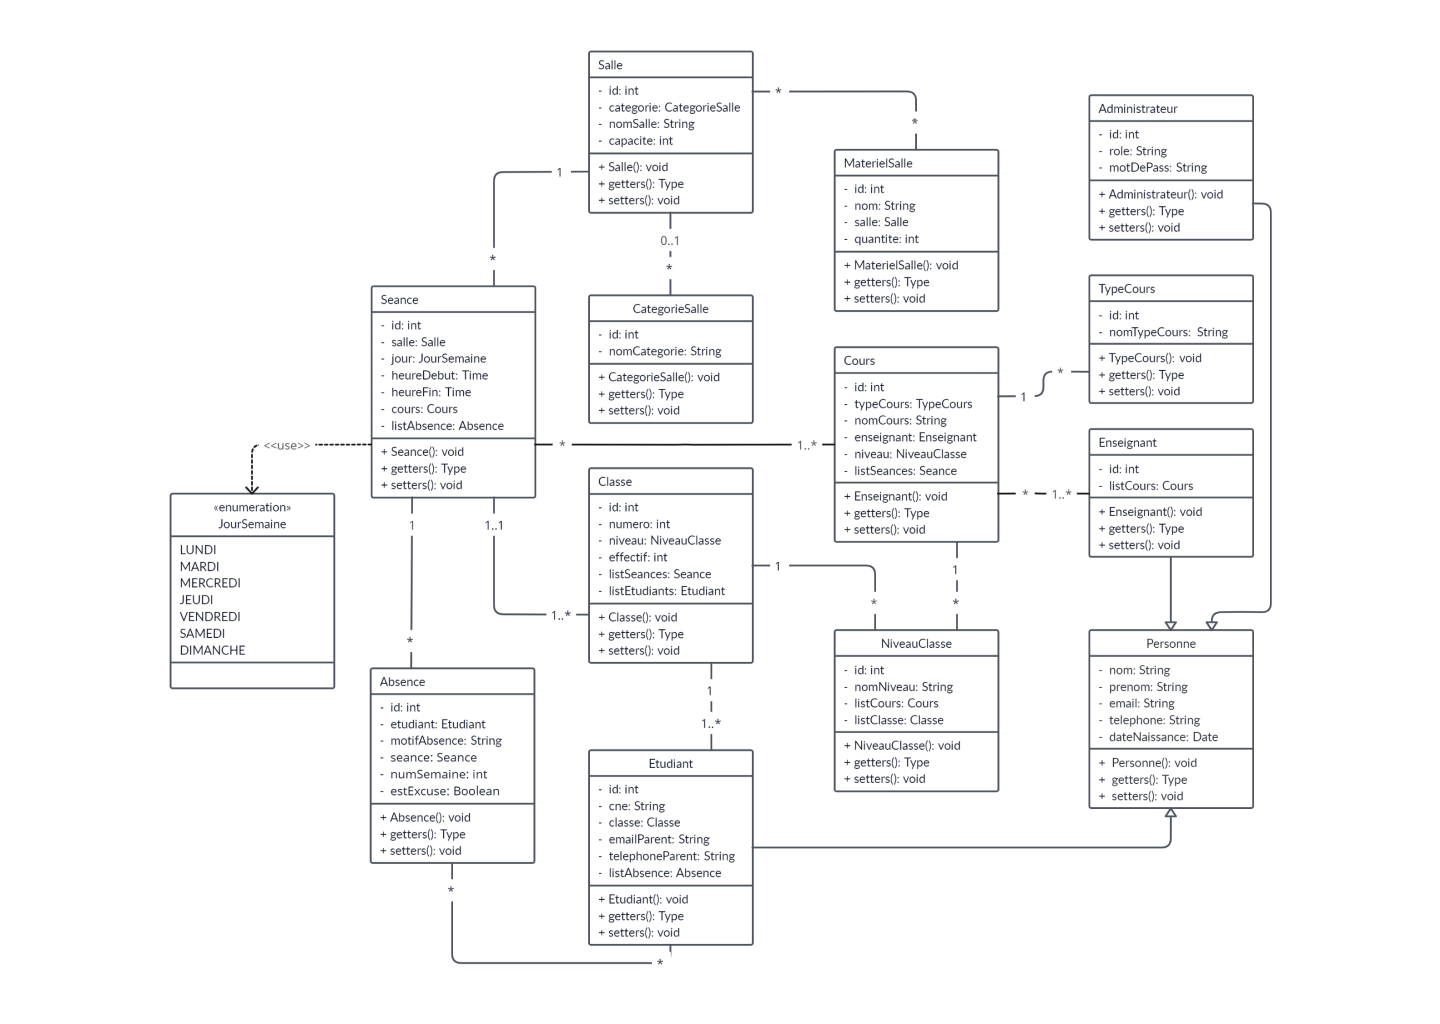 Salle
- id: int
- categorie: CategorieSalle
- nomSalle: String
- capacite: int
+ Salle(): void
+ getters(): Type
+ setters(): void
*
*
1
*
0..1
*
MaterielSalle
- id: int
- nom: String
- salle: Salle
- quantite: int
+ MaterielSalle(): void
+ getters(): Type
+ setters(): void
Administrateur
- id: int
- role: String
- motDePass: String
+ Administrateur(): void
+ getters(): Type
+ setters(): void
Seance
- id: int
- salle: Salle
- jour: JourSemaine
- heureDebut: Time
- heureFin: Time
- cours: Cours
- listAbsence: Absence
+ Seance(): void
+ getters(): Type
+ setters(): void
CategorieSalle
- id: int
- nomCategorie: String
+ CategorieSalle(): void
+ getters(): Type
+ setters(): void
TypeCours
- id: int
- nomTypeCours: String
+ TypeCours(): void
+ getters(): Type
+ setters(): void
Cours
- id: int
- typeCours: TypeCours
- nomCours: String
- enseignant: Enseignant
- niveau: NiveauClasse
- listSeances: Seance
+ Enseignant(): void
+ getters(): Type
+ setters(): void
1
*
<<use>>
*
1..*
*
1..*
Enseignant
- id: int
- listCours: Cours
+ Enseignant(): void
+ getters(): Type
+ setters(): void
«enumeration»
JourSemaine
LUNDI
MARDI
MERCREDI
JEUDI
VENDREDI
SAMEDI
DIMANCHE
1
*
1..1
1..*
Classe
- id: int
- numero: int
- niveau: NiveauClasse
- effectif: int
- listSeances: Seance
- listEtudiants: Etudiant
+ Classe(): void
+ getters(): Type
+ setters(): void
1
*
1
*
NiveauClasse
- id: int
- nomNiveau: String
- listCours: Cours
- listClasse: Classe
+ NiveauClasse(): void
+ getters(): Type
+ setters(): void
Personne
- nom: String
- prenom: String
- email: String
- telephone: String
- dateNaissance: Date
+ Personne(): void
+ getters(): Type
+ setters(): void
Absence
- id: int
- etudiant: Etudiant
- motifAbsence: String
- seance: Seance
- numSemaine: int
- estExcuse: Boolean
+ Absence(): void
+ getters(): Type
+ setters(): void
1
1..*
Etudiant
- id: int
- cne: String
- classe: Classe
- emailParent: String
- telephoneParent: String
- listAbsence: Absence
+ Etudiant(): void
+ getters(): Type
+ setters(): void
*
*